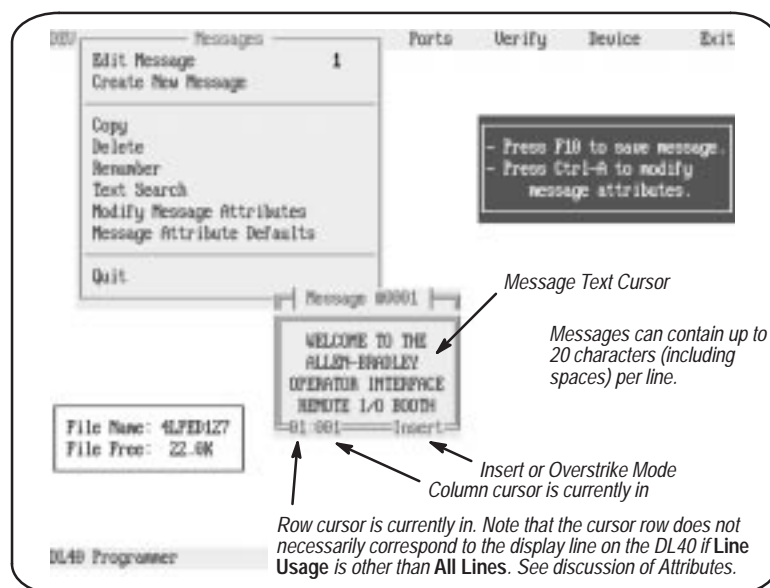 Messages
Ports Verify Device Exit
Edit Message 1
Create New Message
Copy
Delete
Renumber
Text Search
Modify Message Attributes
Message Attribute Defaults
Quit
- Press F10 to save message.
- Press Ctrl-A to modify
message attributes.
Message #0001
WELCOME TO THE
ALLEN-BRADLEY
OPERATOR INTERFACE
REMOTE I/O BOOTH
01:001 Insert
Message Text Cursor
Messages can contain up to
20 characters (including
spaces) per line.
File Name:
File Free: 22.0K
Insert or Overstrike Mode
Column cursor is currently in
Row cursor is currently in. Note that the cursor row does not
necessarily correspond to the display line on the DL40 if Line
Usage is other than All Lines. See discussion of Attributes.
DL40 Programmer